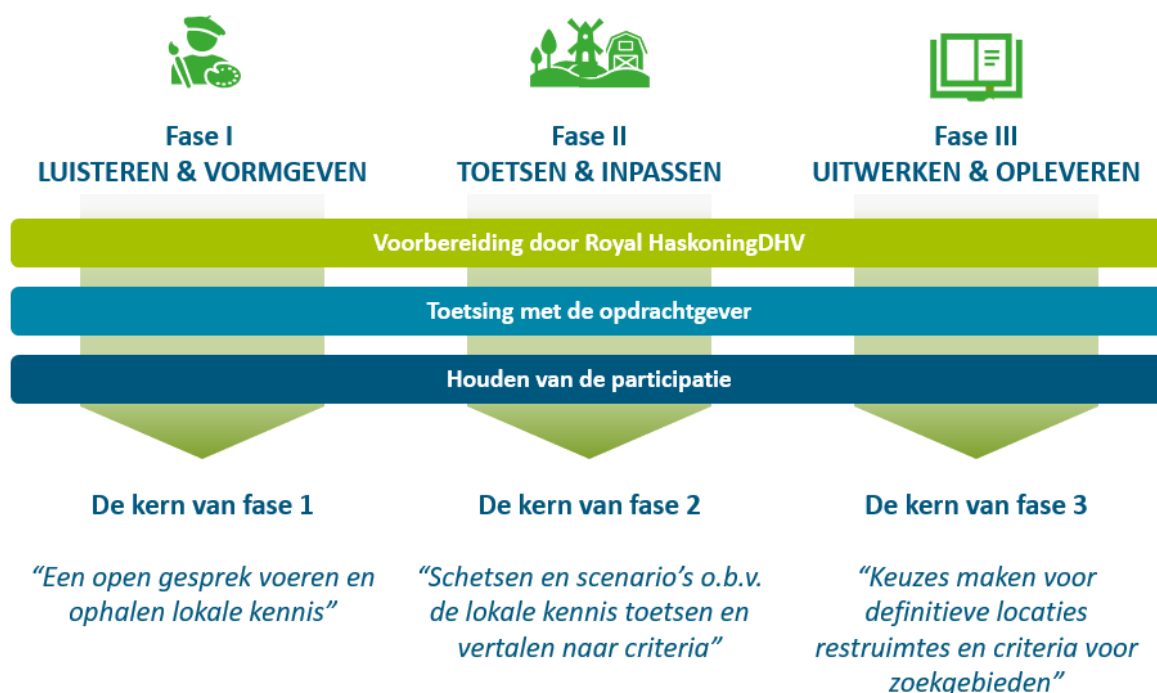 Fase I
LUISTEREN & VORMGEVEN
Fase II
TOETSEN & INPASSEN
Fase III
UITWERKEN & OPLEVEREN
Voorbereiding door Royal HaskoningDHV
Toetsing met de opdrachtgever
Houden van de participatie
De kern van fase 1
“Een open gesprek voeren en
ophalen lokale kennis”
De kern van fase 2
“Schetsen en scenario’s o.b.v.
de lokale kennis toetsen en
vertalen naar criteria”
De kern van fase 3
“Keuzes maken voor
definitieve locaties
restruimtes en criteria voor
zoekgebieden”